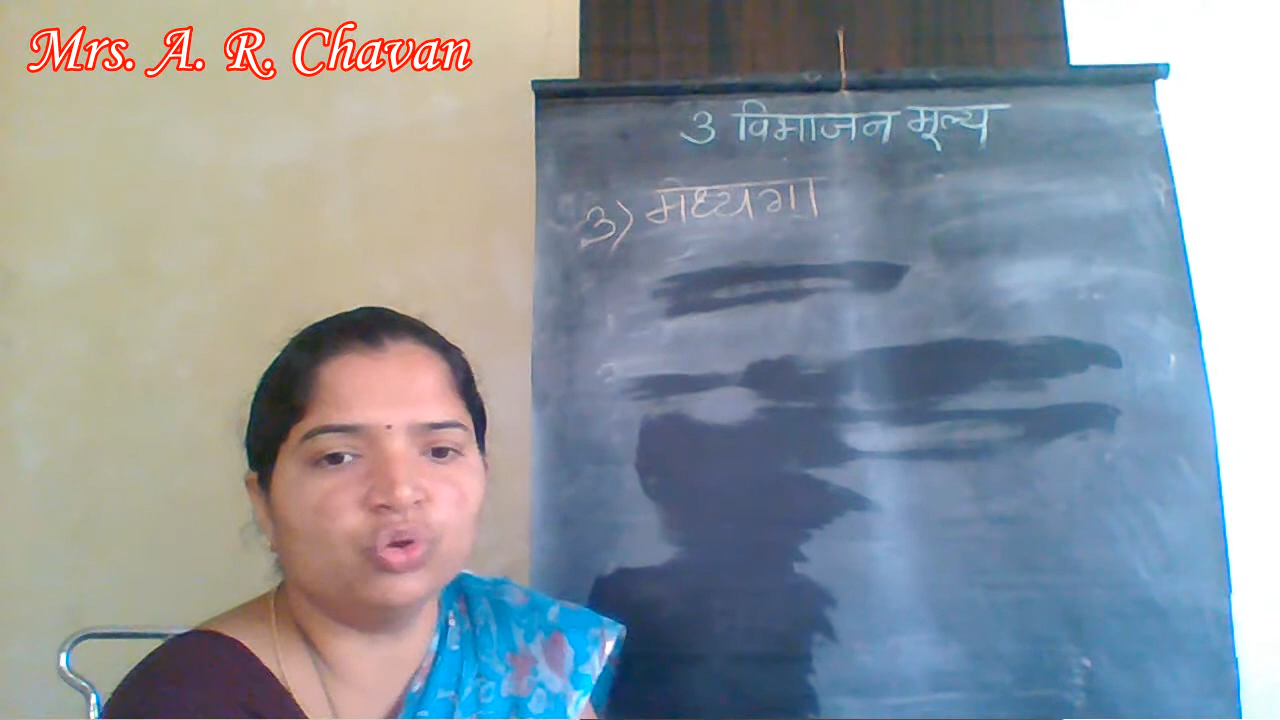 Mrs. A. R. Chavan
3 विभाजन मूल्य
3) मध्यगा